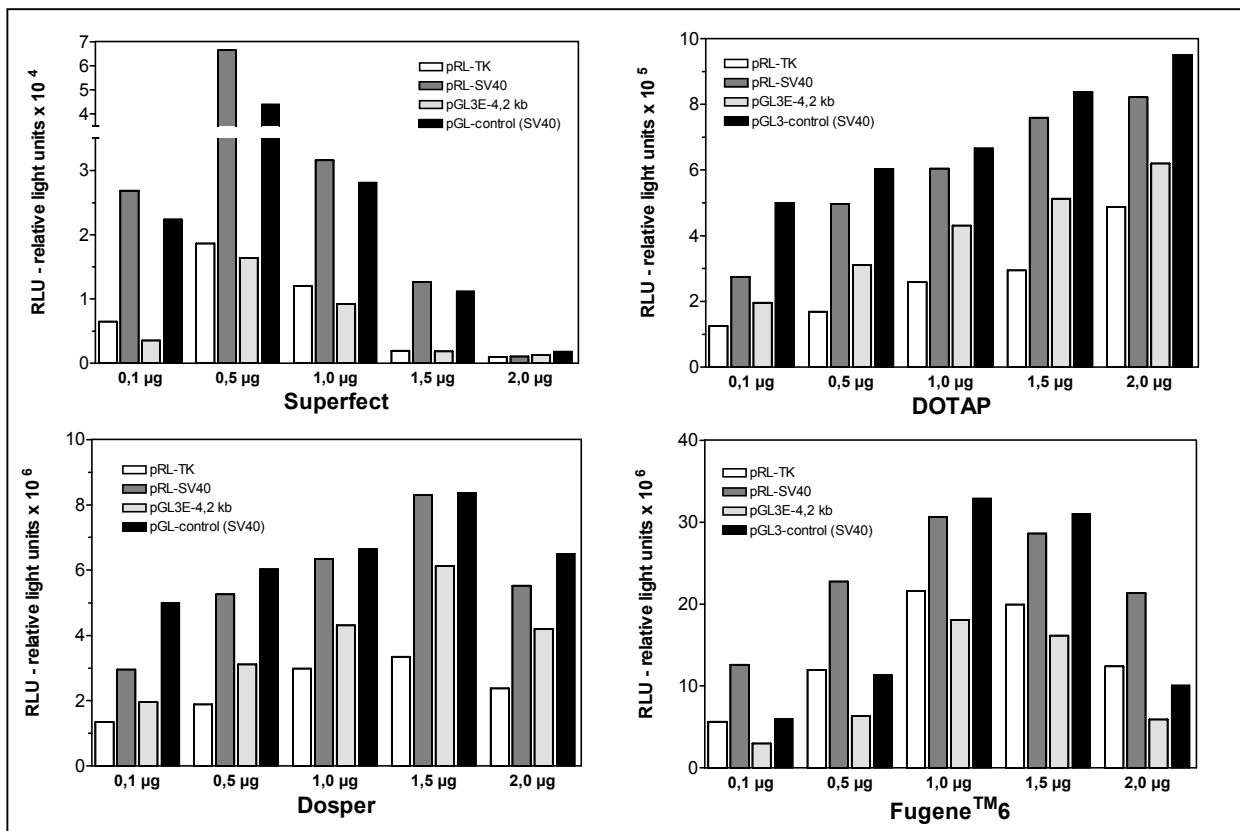 RLU - relative light units x 10 4
7
6
5
4
3
2
1
0
pRL-TK
pRL-SV40
pGL3E-4,2 kb
pGL-control (SV40)
0,1 µg 0,5 µg 1,0 µg 1,5 µg 2,0 µg
Superfect
RLU - relative light units x 10 5
10
8
6
4
2
0
pRL-TK
pRL-SV40
pGL3E-4,2 kb
pGL3-control (SV40)
0,1 µg 0,5 µg 1,0 µg 1,5 µg 2,0 µg
DOTAP
RLU - relative light units x 10 6
10
8
6
4
2
0
pRL-TK
pRL-SV40
pGL3E-4,2 kb
pGL-control (SV40)
0,1 µg 0,5 µg 1,0 µg 1,5 µg 2,0 µg
Dosper
RLU - relative light units x 10 6
40
30
20
10
0
pRL-TK
pRL-SV40
pGL3E-4,2 kb
pGL3-control (SV40)
0,1 µg 0,5 µg 1,0 µg 1,5 µg 2,0 µg
Fugene TM 6